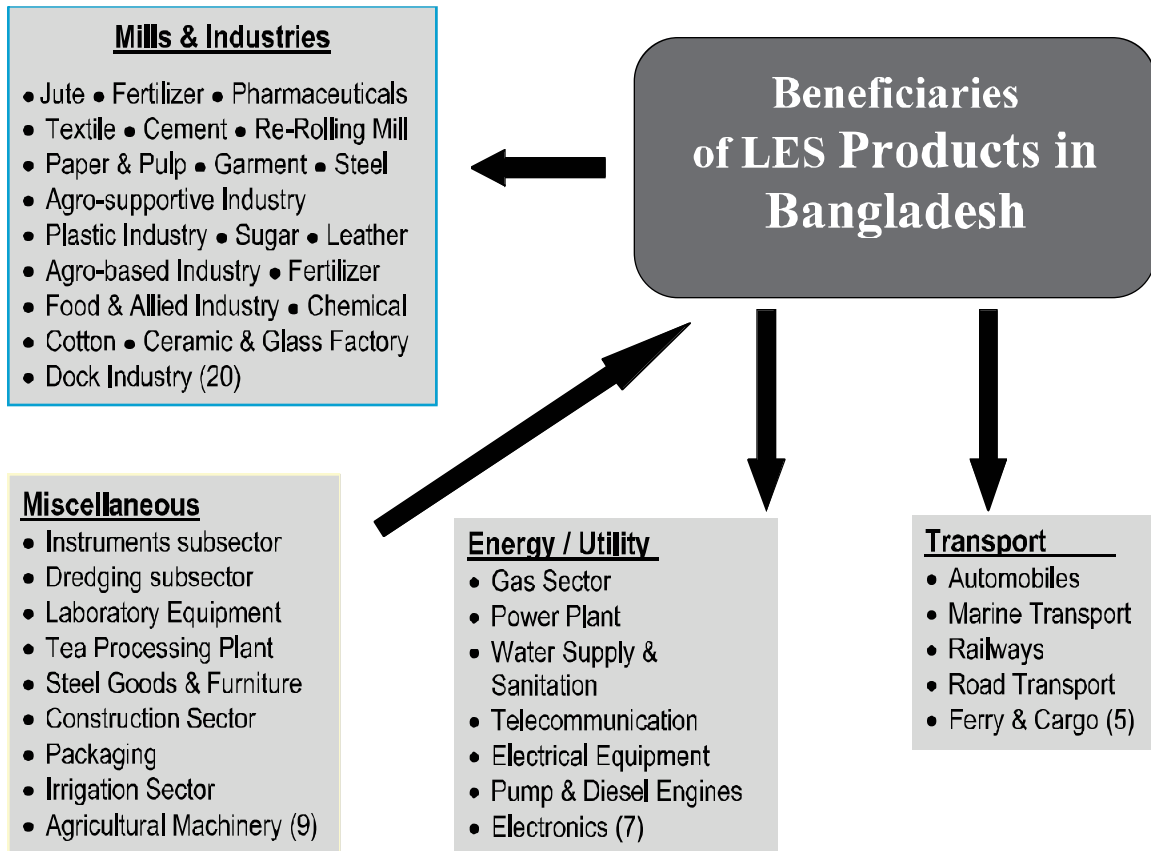 Beneficiaries
of LES Products in
Bangladesh
Mills & Industries
• Jute • Fertilizer • Pharmaceuticals
• Textile • Cement • Re-Rolling Mill
• Paper & Pulp • Garment • Steel
• Agro-supportive Industry
• Plastic Industry • Sugar • Leather
• Agro-based Industry • Fertilizer
• Food & Allied Industry • Chemical
• Cotton • Ceramic & Glass Factory
• Dock Industry (20)
Miscellaneous
• Instruments subsector
• Dredging subsector
• Laboratory Equipment
• Tea Processing Plant
• Steel Goods & Furniture
• Construction Sector
• Packaging
• Irrigation Sector
• Agricultural Machinery (9)
Energy / Utility
• Gas Sector
• Power Plant
• Water Supply &
Sanitation
• Telecommunication
• Electrical Equipment
• Pump & Diesel Engines
• Electronics (7)
Transport
• Automobiles
• Marine Transport
• Railways
• Road Transport
• Ferry & Cargo (5)